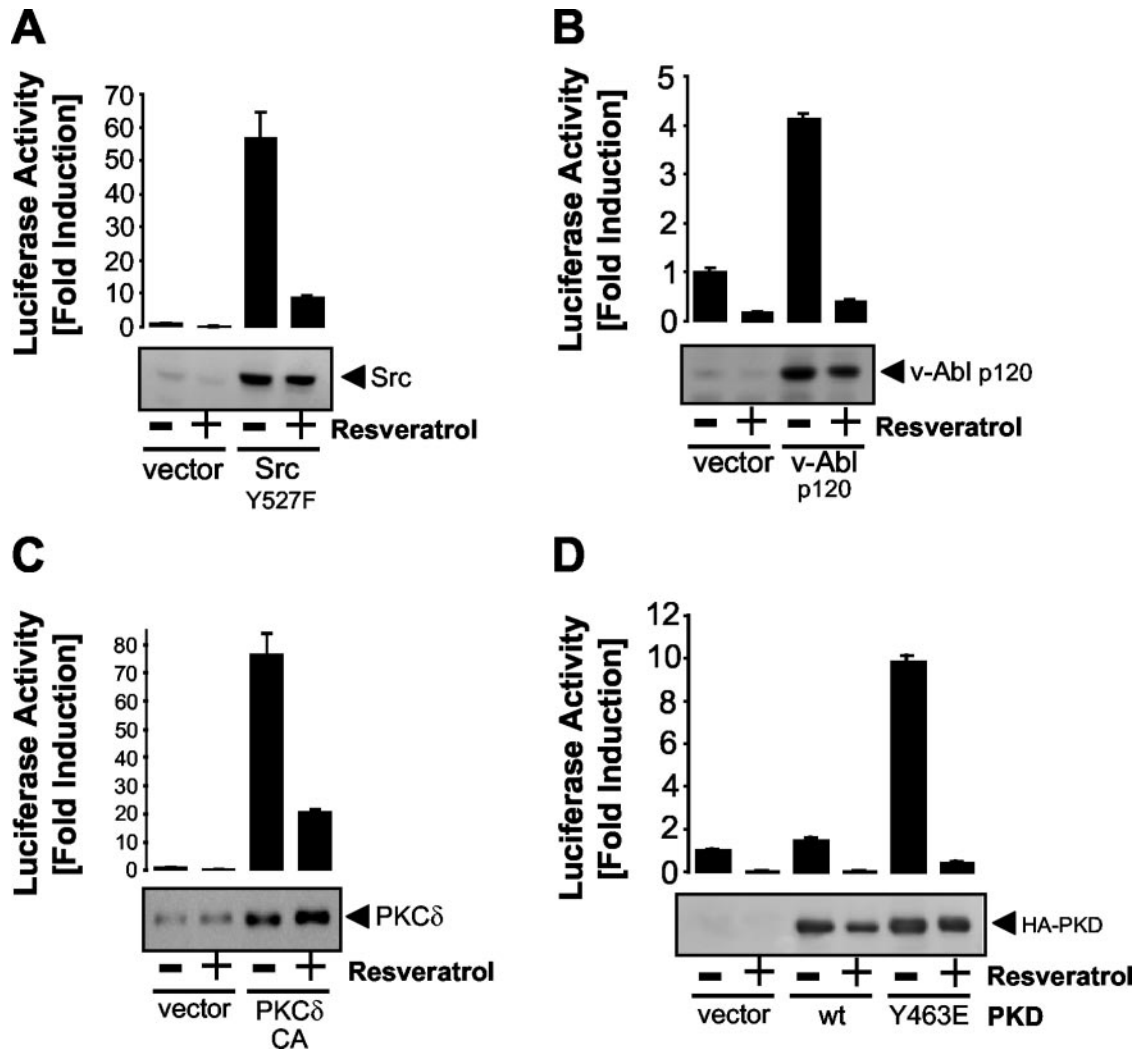 A
Luciferase Activity
[Fold Induction]
70
60
50
40
30
20
10
0
Src
Resveratrol
vector
Src
Y527F
B
Luciferase Activity
[Fold Induction]
5
4
3
2
1
0
v-Abl p120
Resveratrol
vector
v-Abl
p120
C
Luciferase Activity
[Fold Induction]
80
70
60
50
40
30
20
10
0
PKCδ
− + − + Resveratrol
vector
PKCδ
CA
D
Luciferase Activity
[Fold Induction]
12
10
8
6
4
2
0
HA-PKD
− + − + − + Resveratrol
vector wt Y463E PKD